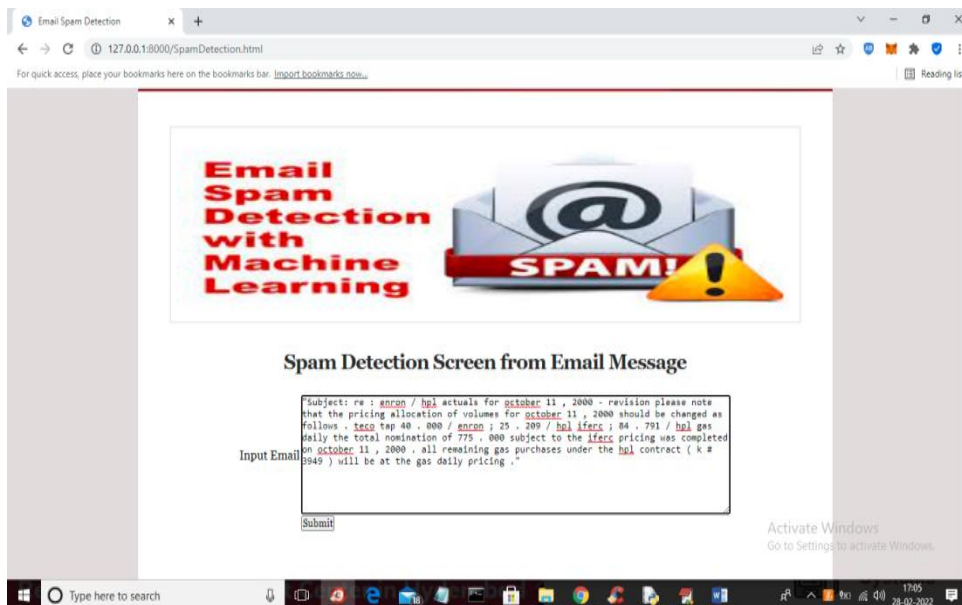 Email Spam Detection
127.0.0.1:8000/SpamDetection.html
For quick access, place your bookmarks here on the bookmarks bar. Import bookmarks now...
Reading lis
Email
Spam
Detection
with
Machine
Learning
@
SPAM!
Spam Detection Screen from Email Message
Input Email
"Subject: re : enron / hpl actuals for october 11 , 2000 - revision please note
that the pricing allocation of volumes for october 11 , 2000 should be changed as
follows . teco tap 40 . 000 / enron ; 25 . 209 / hpl iferc ; 84 . 791 / hpl gas
daily the total nomination of 775 . 000 subject to the iferc pricing was completed
on october 11 , 2000 . all remaining gas purchases under the hpl contract ( k #
3949 ) will be at the gas daily pricing ."
Submit
Activate Windows
Go to Settings to activate Windows.
Type here to search
17:05
28-02-2022